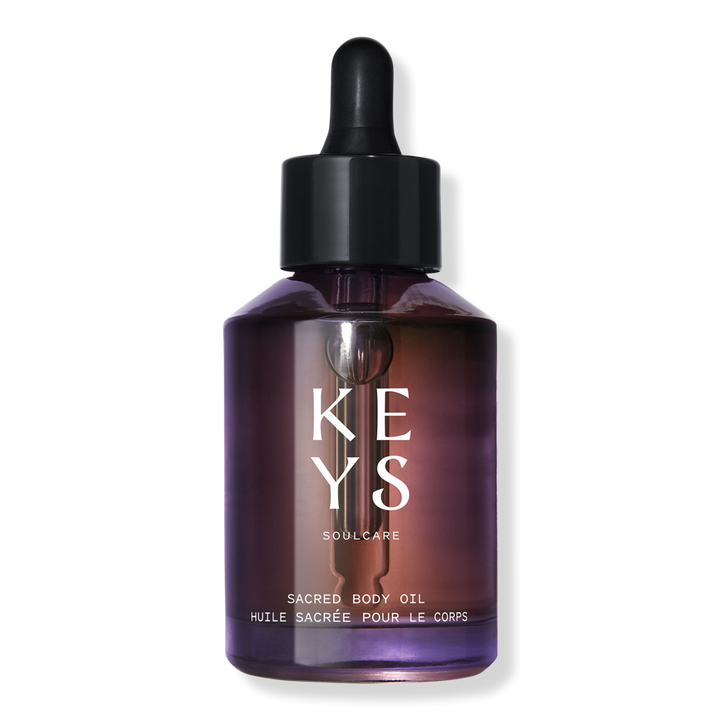 KE
YS
SOULCARE
SACRED BODY OIL
HUILE SACRÉE POUR LE CORPS